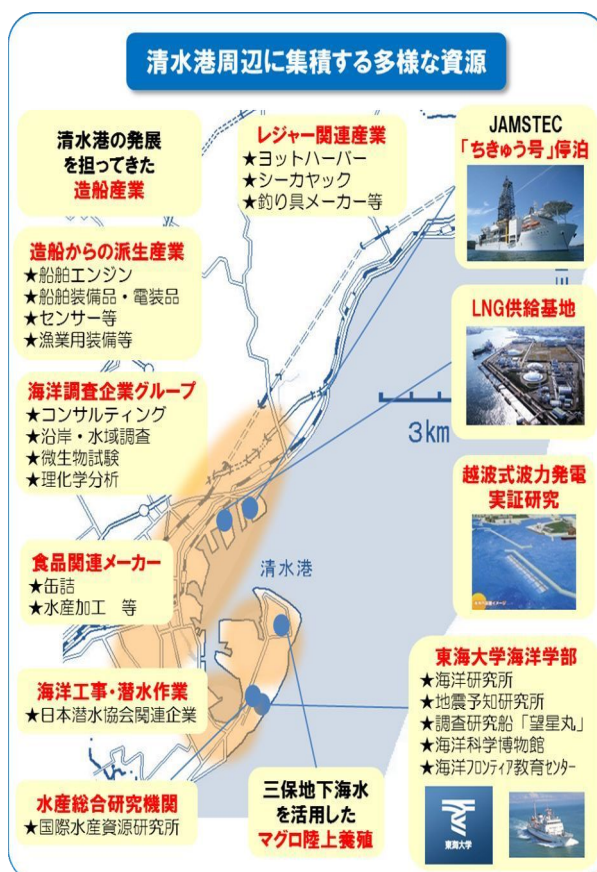 清水港周辺に集積する多様な資源
清水港の発展
を担ってきた
造船産業
レジャー関連産業
★ヨットハーバー
★シーカヤック
★釣り具メーカー等
JAMSTEC
「ちきゅう号」停泊
造船からの派生産業
★船舶エンジン
★船舶装備品・電装品
★センサー等
★漁業用装備等
LNG供給基地
海洋調査企業グループ
★コンサルティング
★沿岸・水域調査
★微生物試験
★理化学分析
3km
越波式波力発電
実証研究
食品関連メーカー
★缶詰
★水産加工 等
清水港
東海大学海洋学部
★海洋研究所
★地震予知研究所
★調査研究船「望星丸」
★海洋科学博物館
★海洋フロンティア教育センター
東海大学
海洋工事・潜水作業
★日本潜水協会関連企業
水産総合研究機関
★国際水産資源研究所
三保地下海水
を活用した
マグロ陸上養殖